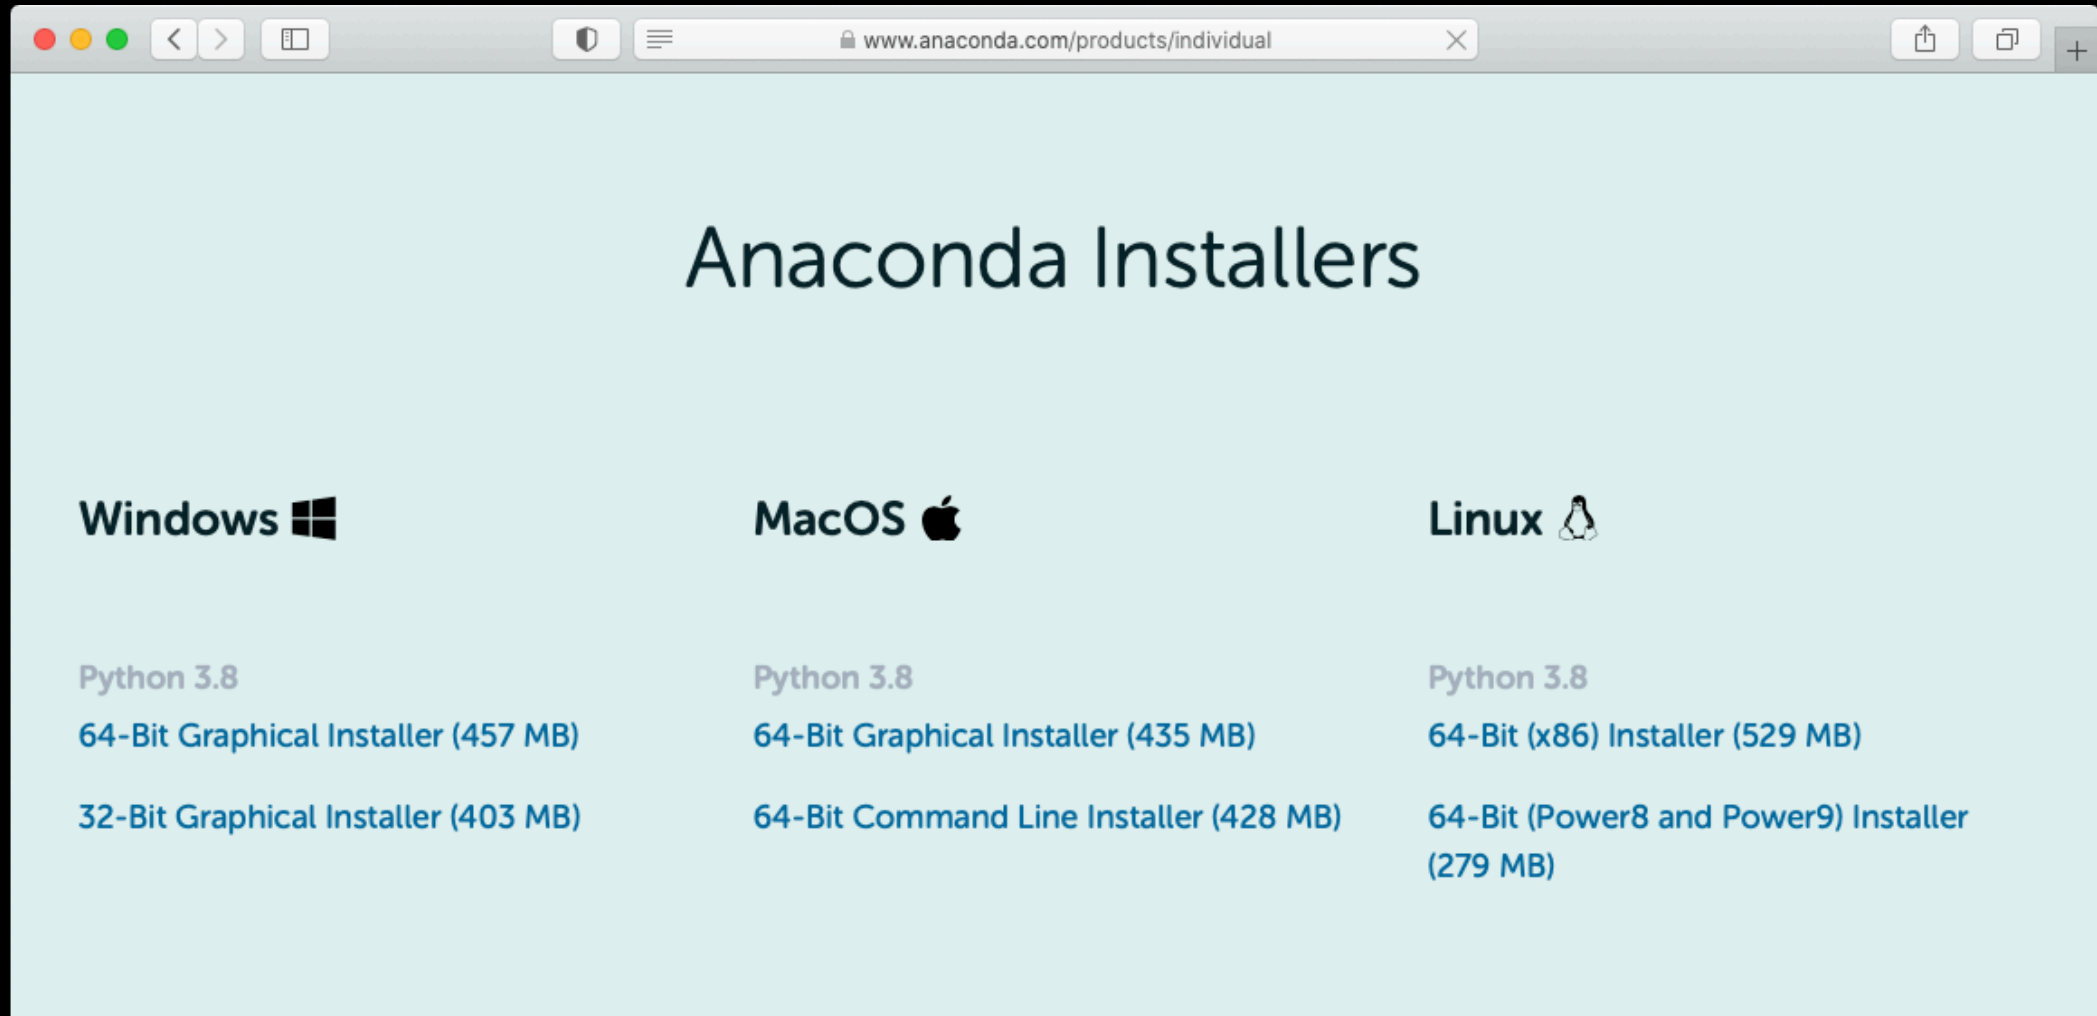 www.anaconda.com/products/individual
Anaconda Installers
Windows
MacOS
Linux
Python 3.8
64-Bit Graphical Installer (457 MB)
32-Bit Graphical Installer (403 MB)
Python 3.8
64-Bit Graphical Installer (435 MB)
64-Bit Command Line Installer (428 MB)
Python 3.8
64-Bit (x86) Installer (529 MB)
64-Bit (Power8 and Power9) Installer
(279 MB)